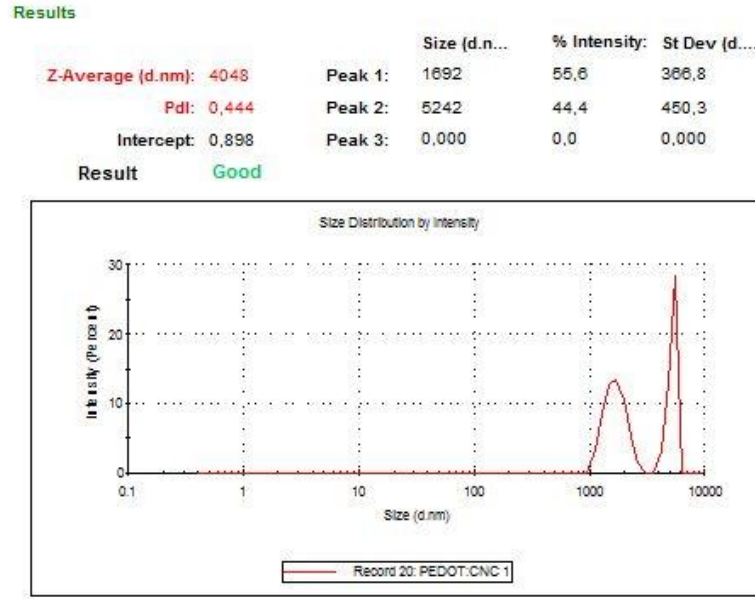 Results
Size (d.n... % Intensity: St Dev (d....
Z-Average (d.nm): 4048 Peak 1: 1692 55,6 366,8
PdI: 0,444 Peak 2: 5242 44,4 450,3
Intercept: 0,898 Peak 3: 0,000 0,0 0,000
Result Good
Size Distribution by Intensity
Intensity (Percent)
30
20
10
0
0.1 1 10 100 1000 10000
Size (d.nm)
Record 20: PEDOT:CNC 1